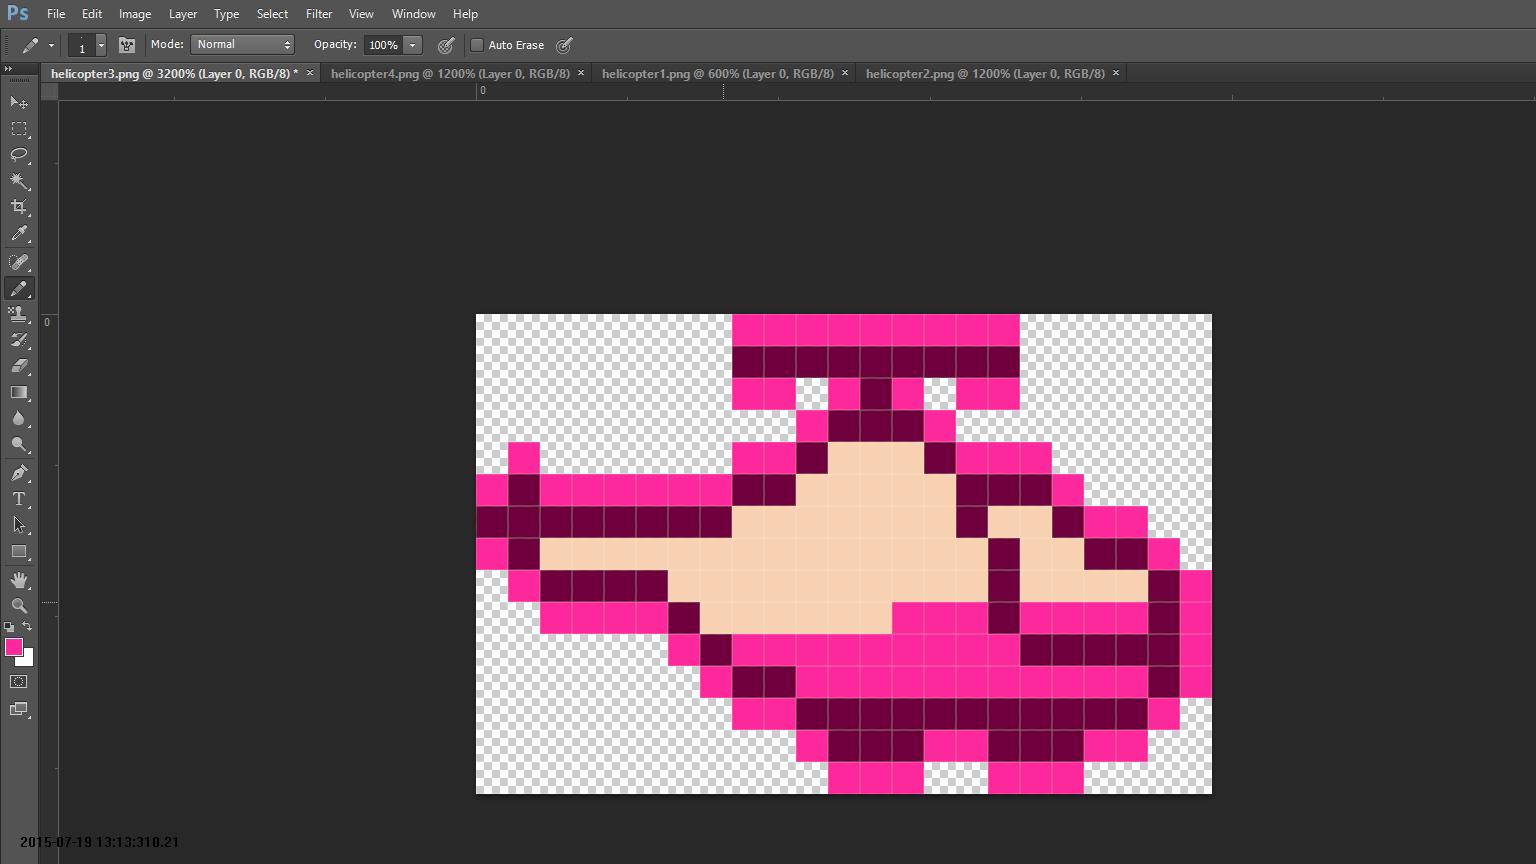 Ps File Edit Image Layer Type Select Filter View Window Help
1 Mode: Normal Opacity: 100% Auto Erase
helicopter3.png @ 3200% (Layer 0, RGB/8) * × helicopter4.png @ 1200% (Layer 0, RGB/8) × helicopter1.png @ 600% (Layer 0, RGB/8) × helicopter2.png @ 1200% (Layer 0, RGB/8) ×
0
0
T
2015-07-19 13:13:310.21